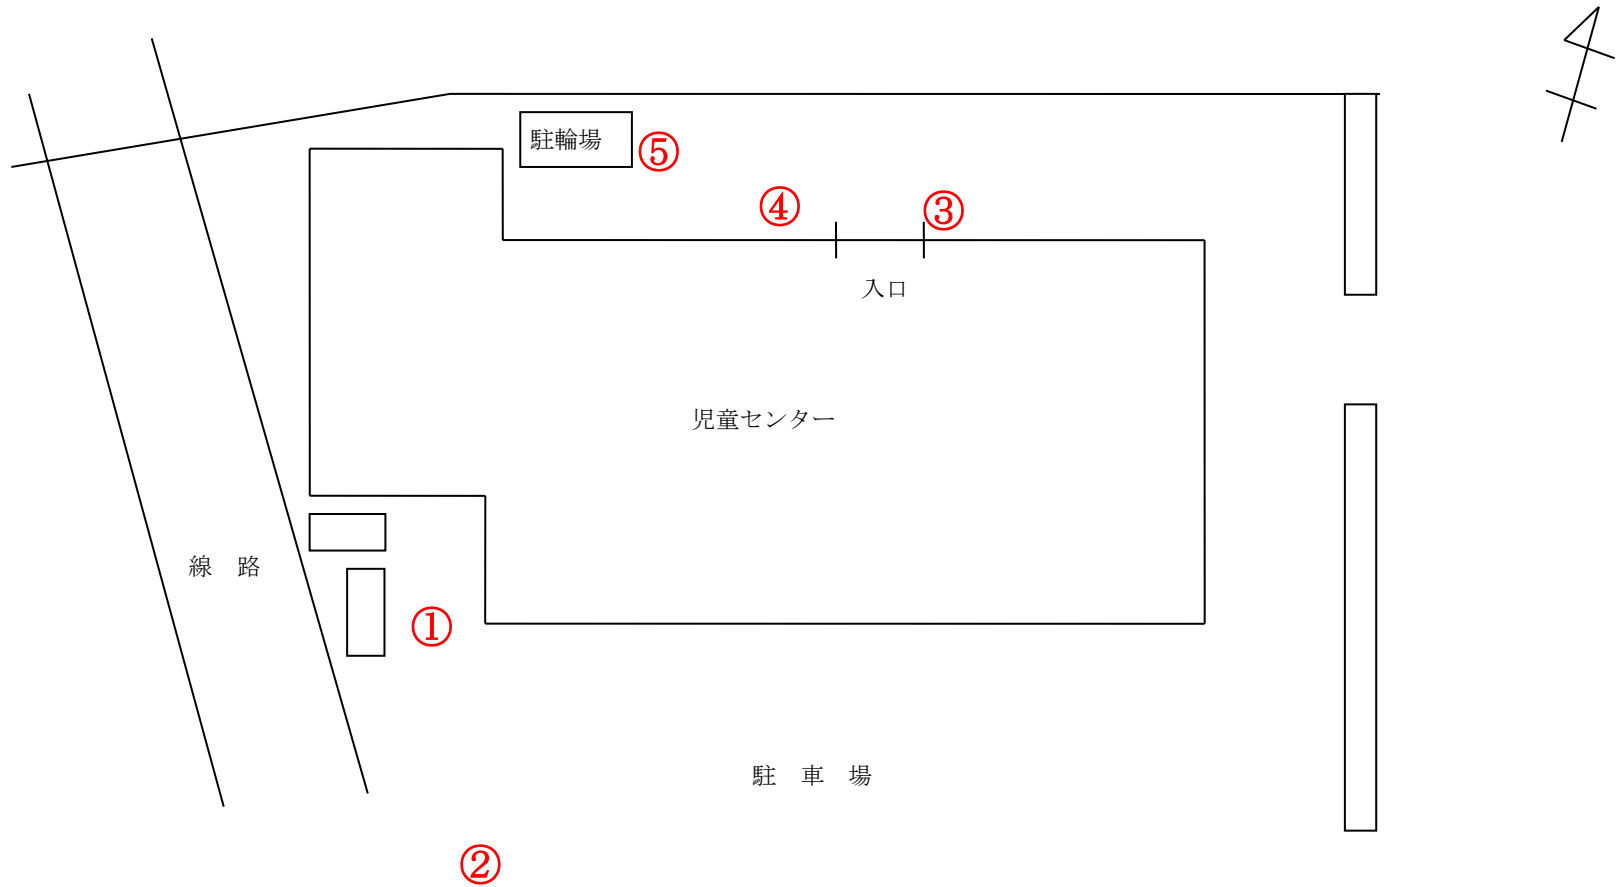 駐輪場
⑤
④
③
入口
児童センター
線　路
①
駐　車　場
②